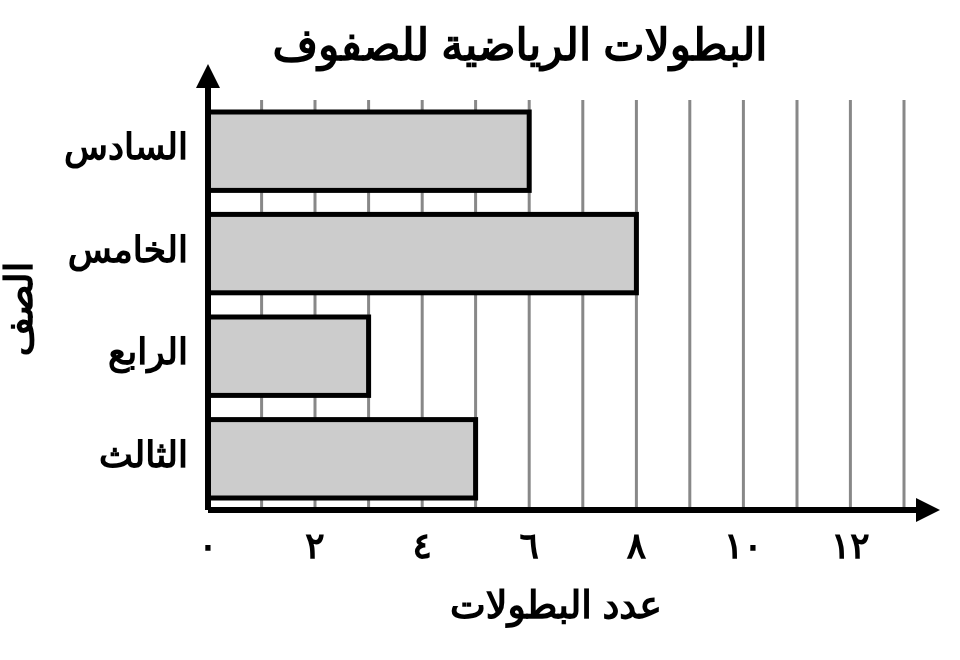 البطولات الرياضية للصفوف
السادس
الخامس
الرابع
الثالث
الصف
٠ ٢ ٤ ٦ ٨ ١٠ ١٢
عدد البطولات